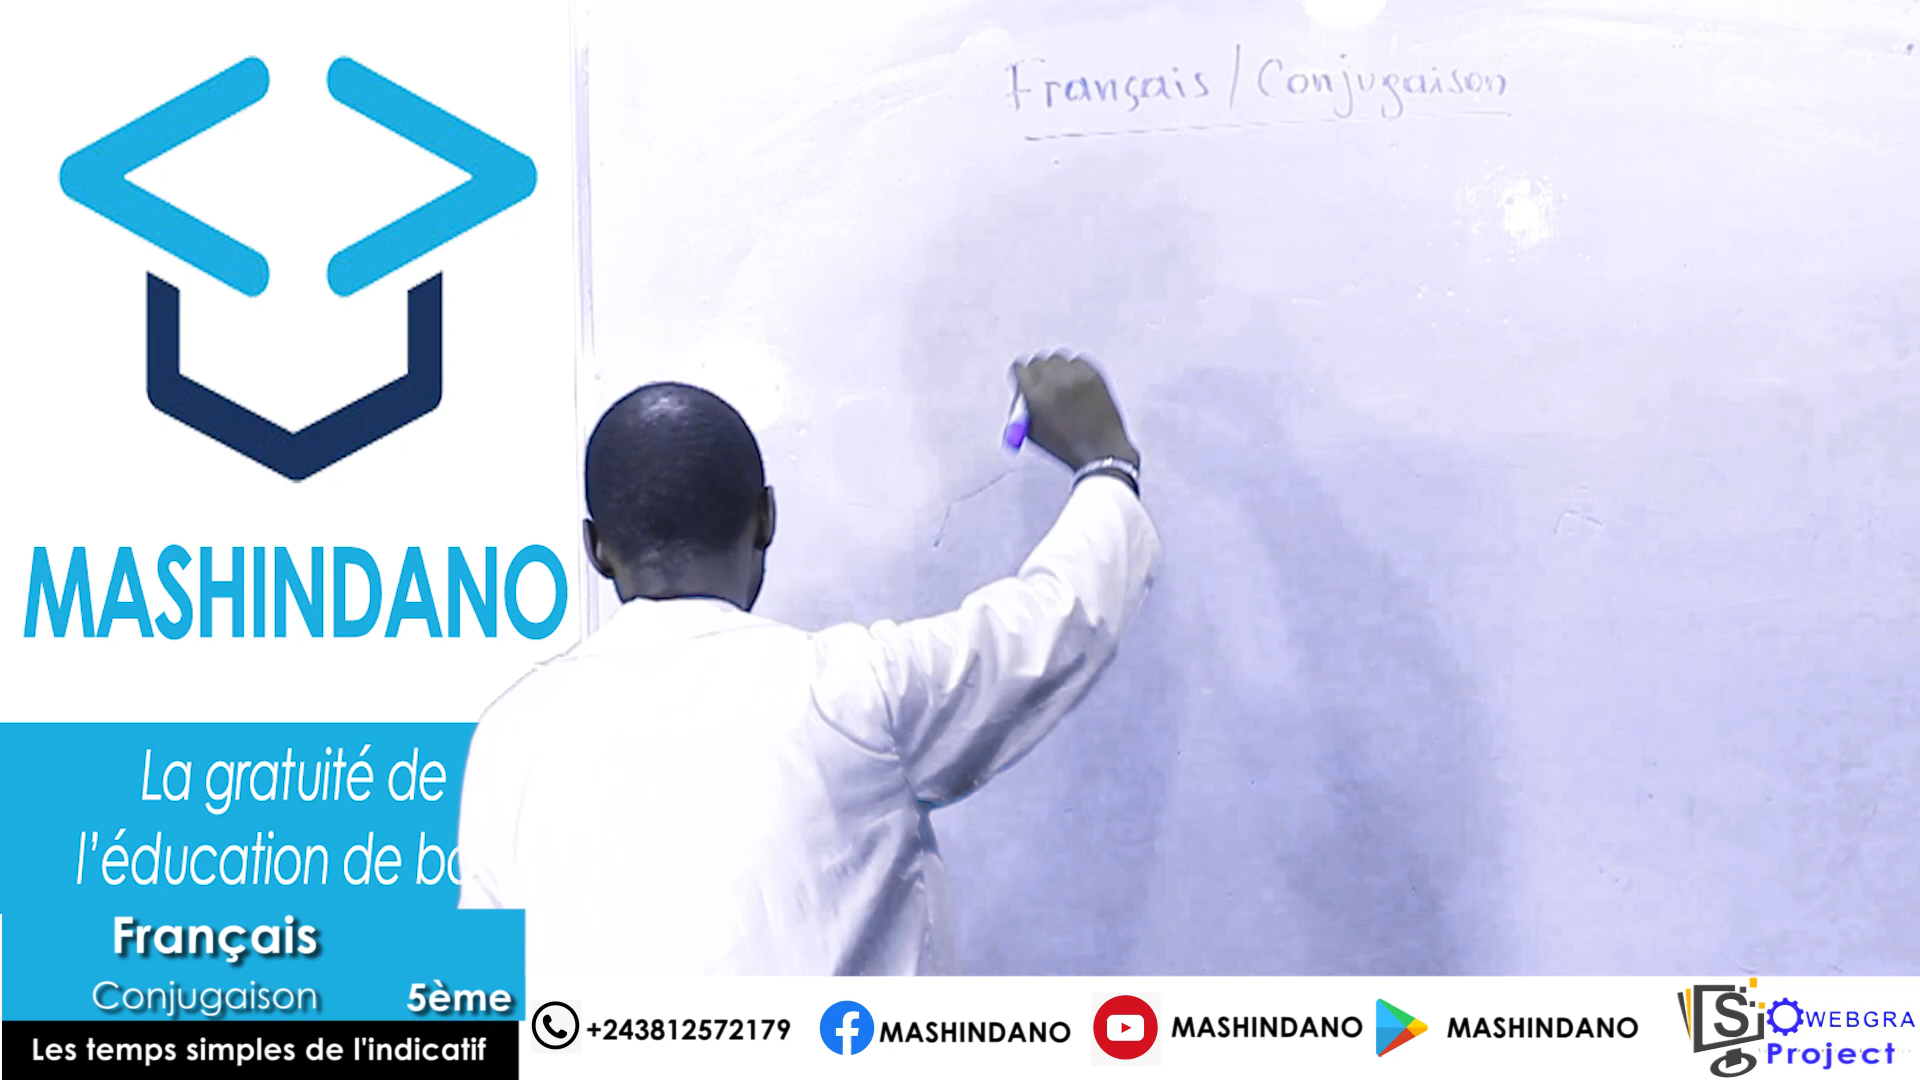 Français / Conjugaison
MASHINDANO
La gratuité de
l'éducation de
Français
Conjugaison
5ème
Les temps simples de l'indicatif
+243812572179
MASHINDANO
MASHINDANO
MASHINDANO
WEBGRA
Project